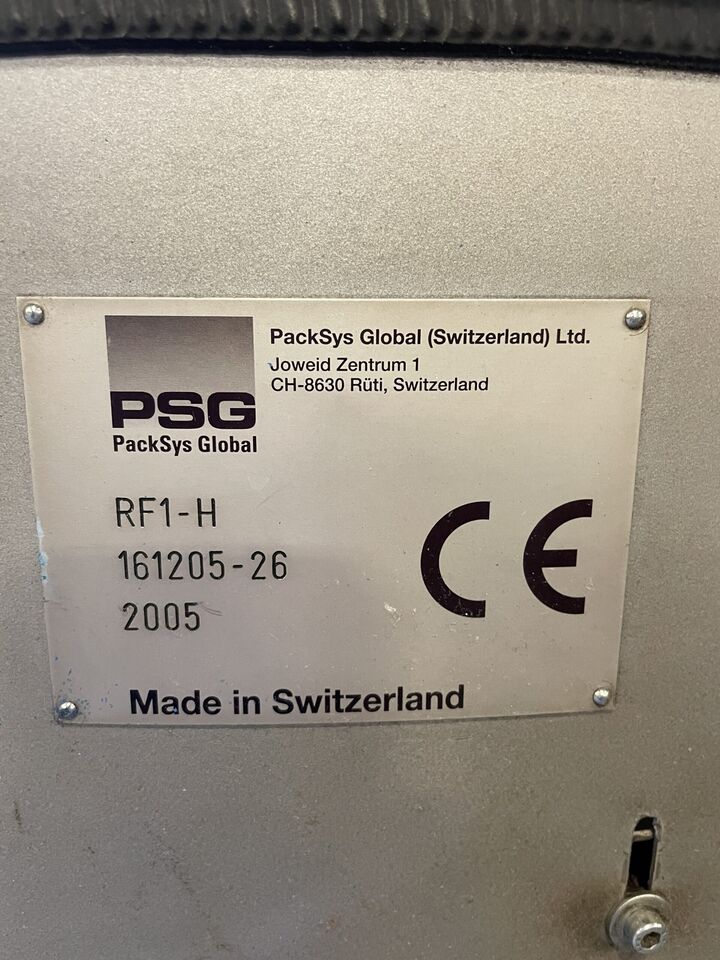 PackSys Global (Switzerland) Ltd.
Joweid Zentrum 1
CH-8630 Rüti, Switzerland
PSG
PackSys Global
RF1-H
161205-26
2005
CE
Made in Switzerland